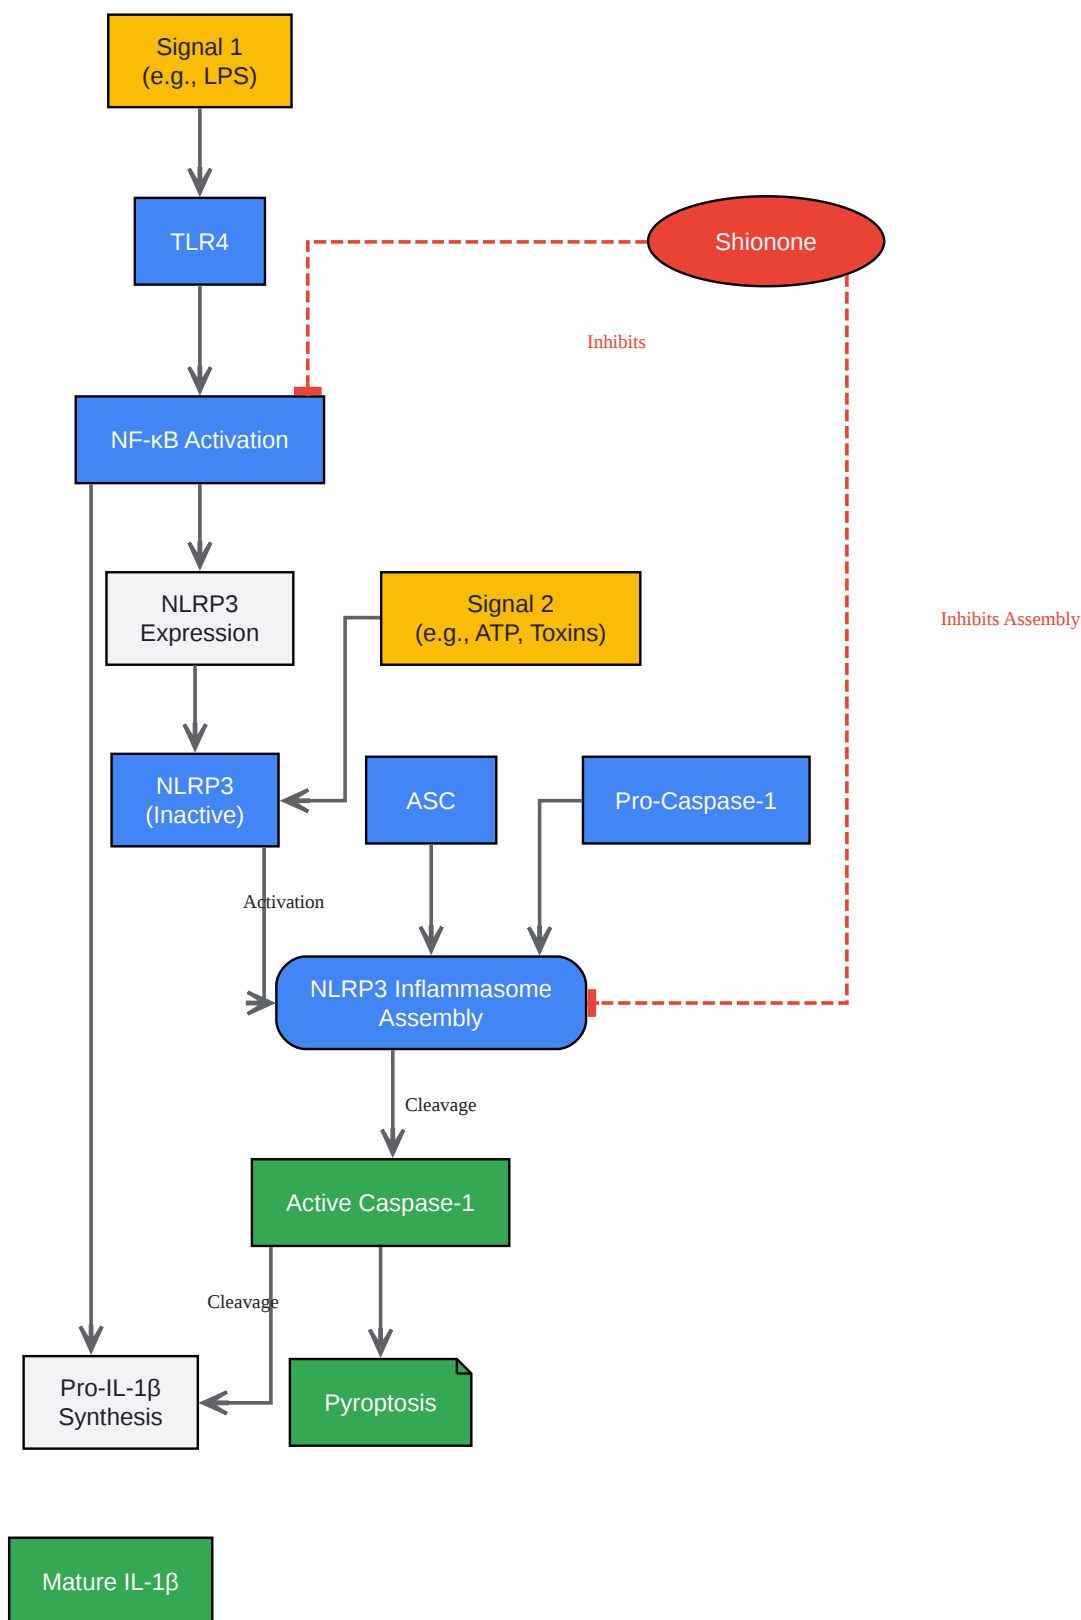 Signal 1
(e.g., LPS)
TLR4
Shionone
Inhibits
NF-κB Activation
NLRP3
Expression
Signal 2
(e.g., ATP, Toxins)
Inhibits Assembly
NLRP3
(Inactive)
ASC
Pro-Caspase-1
Activation
NLRP3 Inflammasome
Assembly
Cleavage
Active Caspase-1
Cleavage
Pro-IL-1β
Synthesis
Pyroptosis
Mature IL-1β